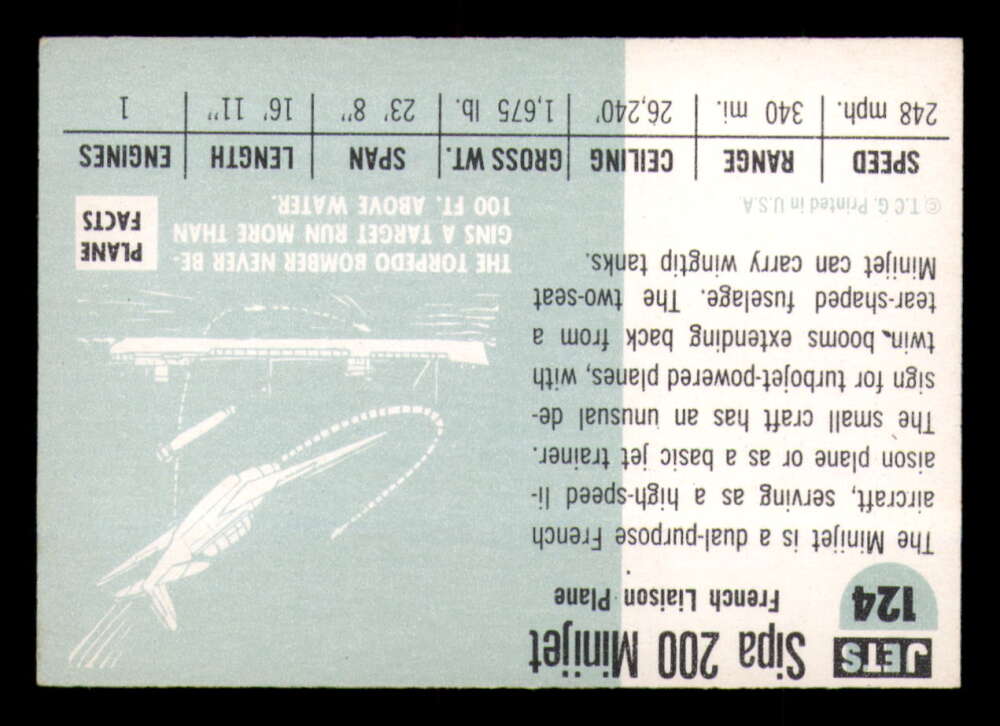 JETS
124
Sipa 200 Minijet
French Liaison Plane
The Minijet is a dual-purpose French
aircraft, serving as a high-speed li-
aison plane or as a basic jet trainer.
The small craft has an unusual de-
sign for turbojet-powered planes, with,
twin booms extending back from a
tear-shaped fuselage. The two-seat
Minijet can carry wingtip tanks.
© T.C.G. Printed in U.S.A
PLANE
FACTS
THE TORPEDO BOMBER NEVER BE-
GINS A TARGET RUN MORE THAN
100 FT. ABOVE WATER.
SPEED RANGE CEILING GROSS WT. SPAN LENGTH ENGINES
248 mph. 340 mi. 26,240' 1,675 lb. 23' 8" 16' 11" 1